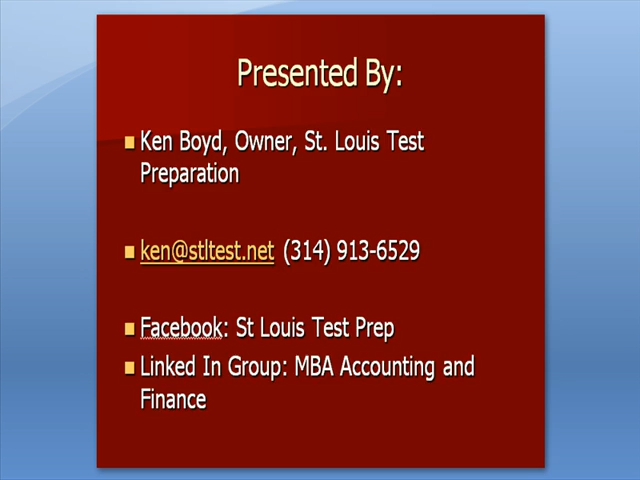 Presented By:
Ken Boyd, Owner, St. Louis Test
Preparation
ken@stltest.net (314) 913-6529
Facebook: St Louis Test Prep
Linked In Group: MBA Accounting and
Finance